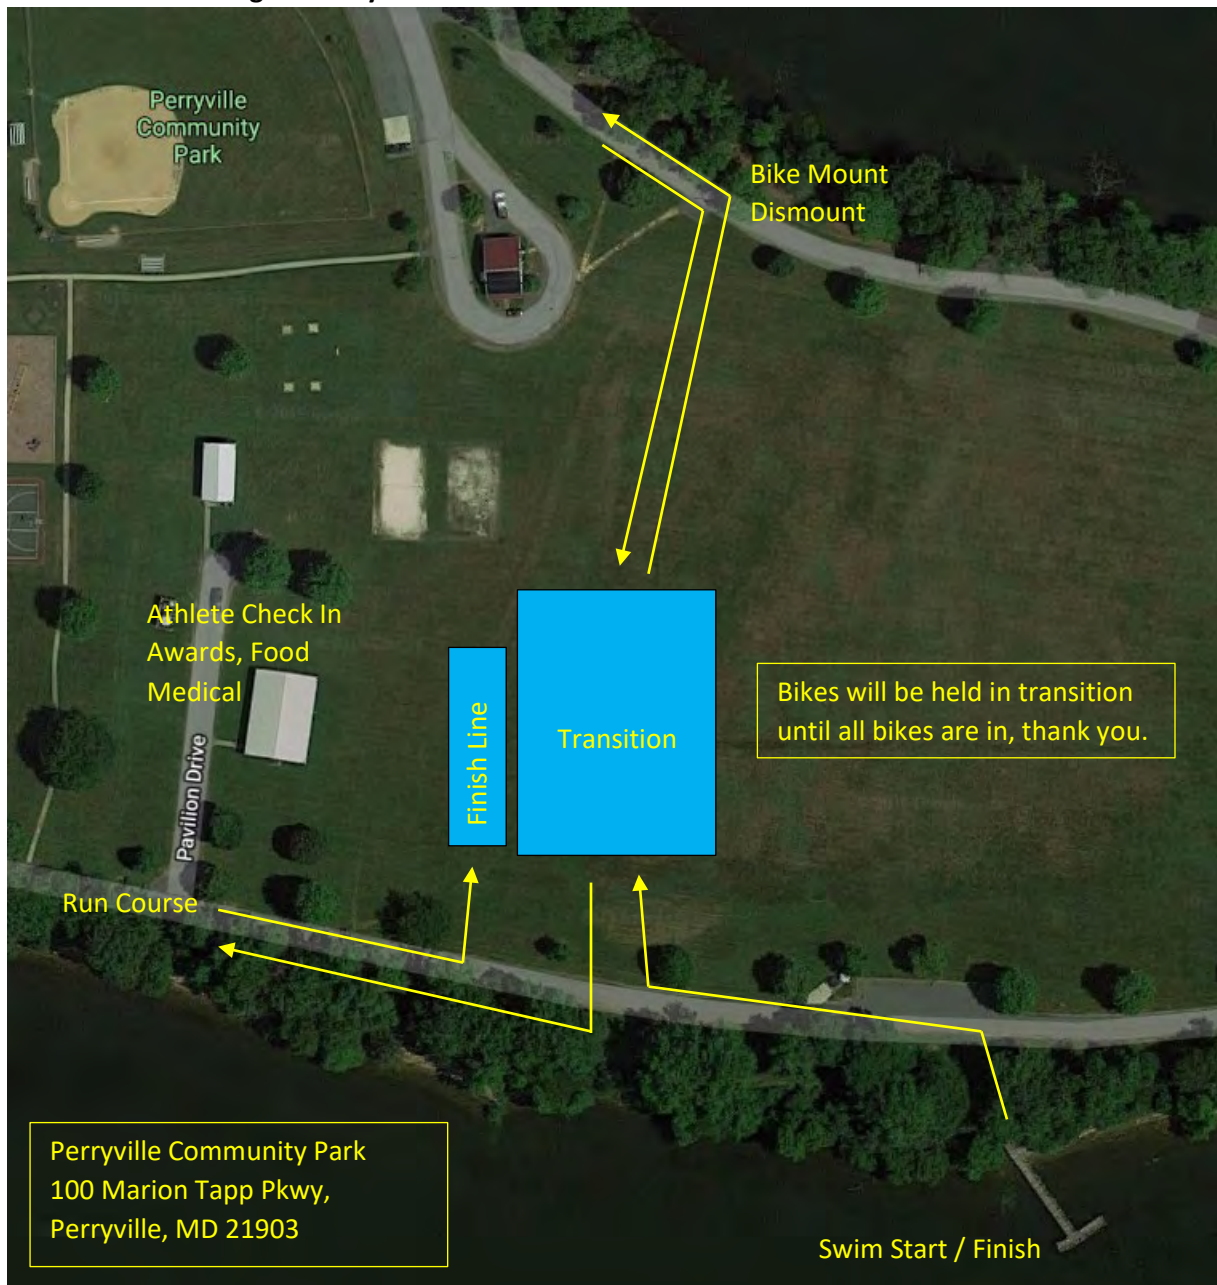 Perryville
Community
Park
Bike Mount
Dismount
Athlete Check In
Awards, Food
Medical
Finish Line
Transition
Bikes will be held in transition
until all bikes are in, thank you.
Pavilion Drive
Run Course
Perryville Community Park
100 Marion Tapp Pkwy,
Perryville, MD 21903
Swim Start / Finish